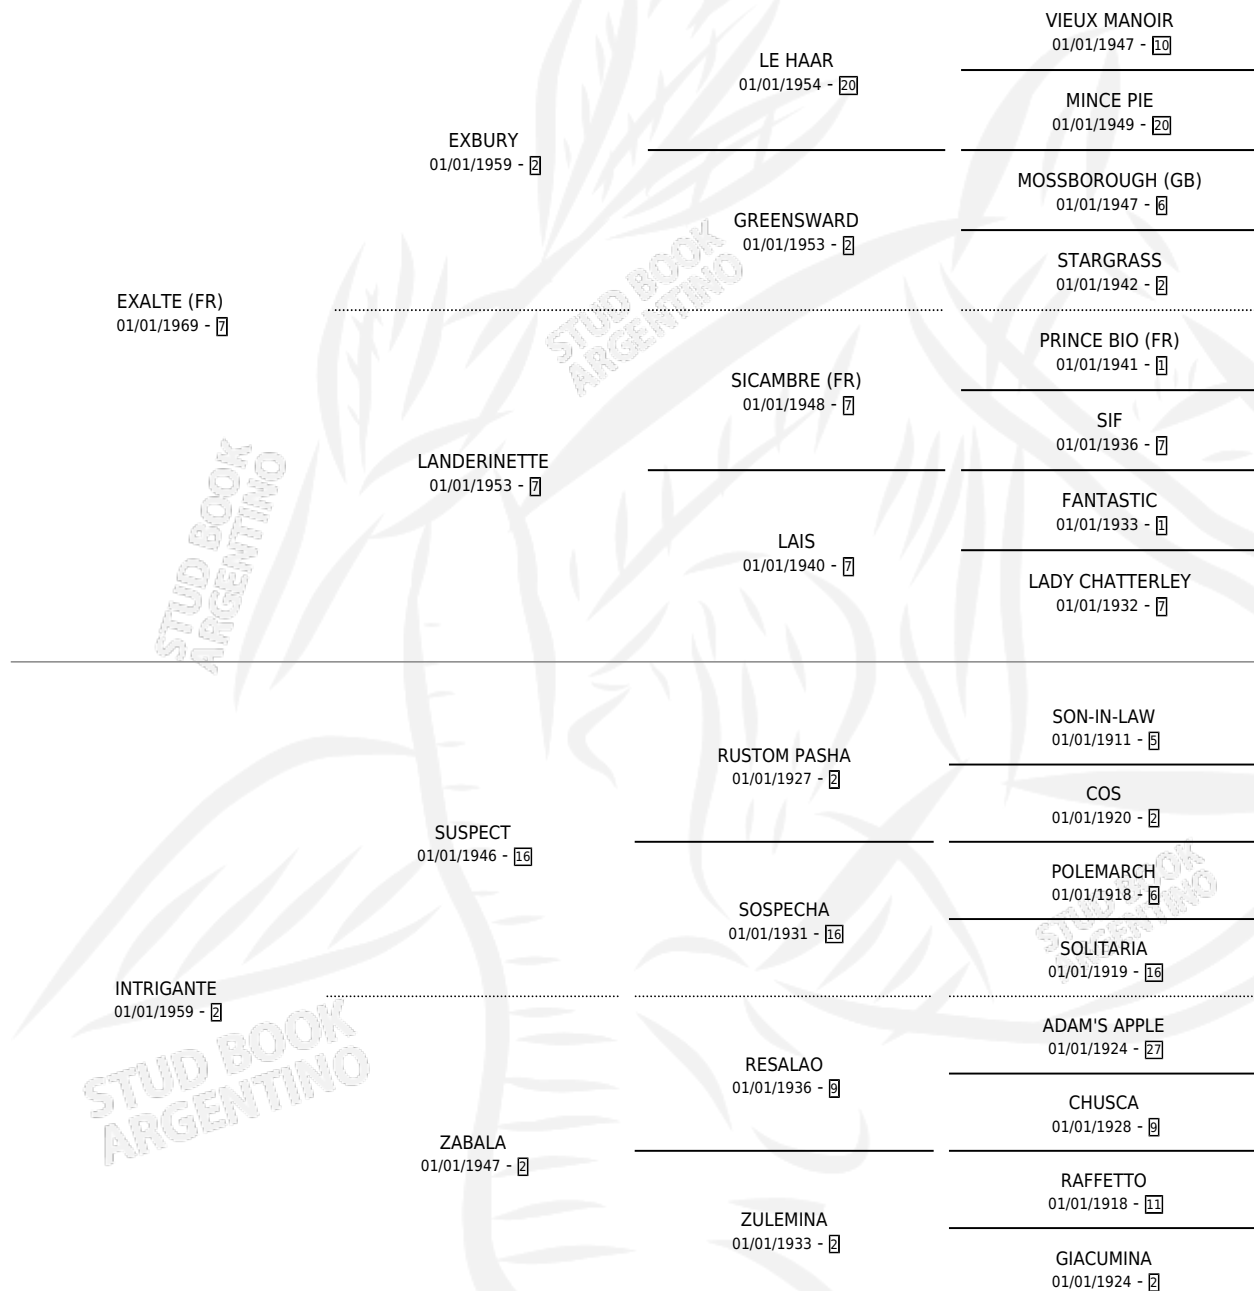 VIEUX MANOIR
01/01/1947 - 10
LE HAAR
01/01/1954 - 20
MINCE PIE
01/01/1949 - 20
EXBURY
01/01/1959 - 2
MOSSBOROUGH (GB)
01/01/1947 - 6
GREENSWARD
01/01/1953 - 2
STARGRASS
01/01/1942 - 2
EXALTE (FR)
01/01/1969 - 7
PRINCE BIO (FR)
01/01/1941 - 1
SICAMBRE (FR)
01/01/1948 - 7
SIF
01/01/1936 - 7
LANDERINETTE
01/01/1953 - 7
FANTASTIC
01/01/1933 - 1
LAIS
01/01/1940 - 7
LADY CHATTERLEY
01/01/1932 - 7
SON-IN-LAW
01/01/1911 - 5
RUSTOM PASHA
01/01/1927 - 2
COS
01/01/1920 - 2
SUSPECT
01/01/1946 - 16
POLEMARCH
01/01/1918 - 6
SOSPECHA
01/01/1931 - 16
SOLITARIA
01/01/1919 - 16
INTRIGANTE
01/01/1959 - 2
ADAM'S APPLE
01/01/1924 - 27
RESALAO
01/01/1936 - 9
CHUSCA
01/01/1928 - 9
ZABALA
01/01/1947 - 2
RAFFETTO
01/01/1918 - 11
ZULEMINA
01/01/1933 - 2
GIACUMINA
01/01/1924 - 2
STUD BOOK
ARGENTINO
STUD BOOK
ARGENTINO
STUD BOOK
ARGENTINO
STUD BOOK
ARGENTINO